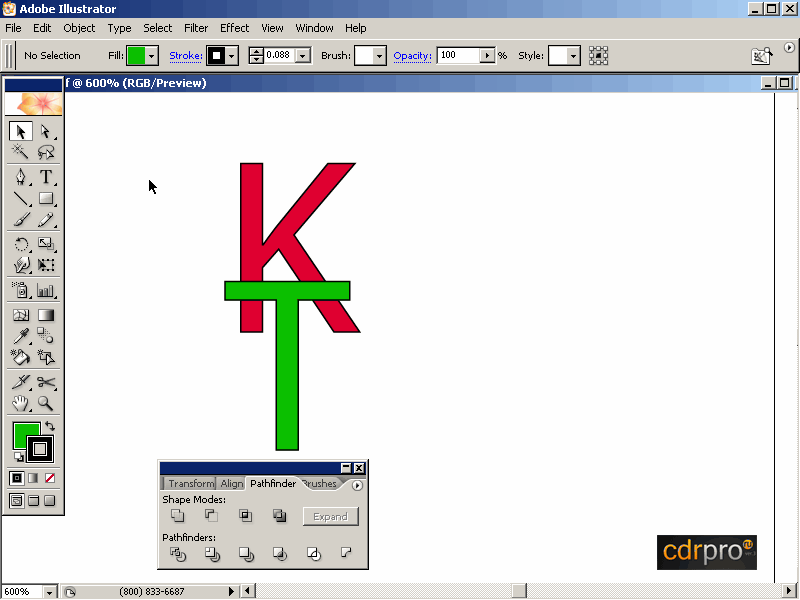 Adobe Illustrator
File Edit Object Type Select Filter Effect View Window Help
No Selection Fill: Stroke: 0.088 Brush: Opacity: 100 % Style:
f @ 600% (RGB/Preview)
T
K
T
Transform Align Pathfinder Brushes
Shape Modes:
Expand
Pathfinders:
cdrpro
600% (800) 833-6687